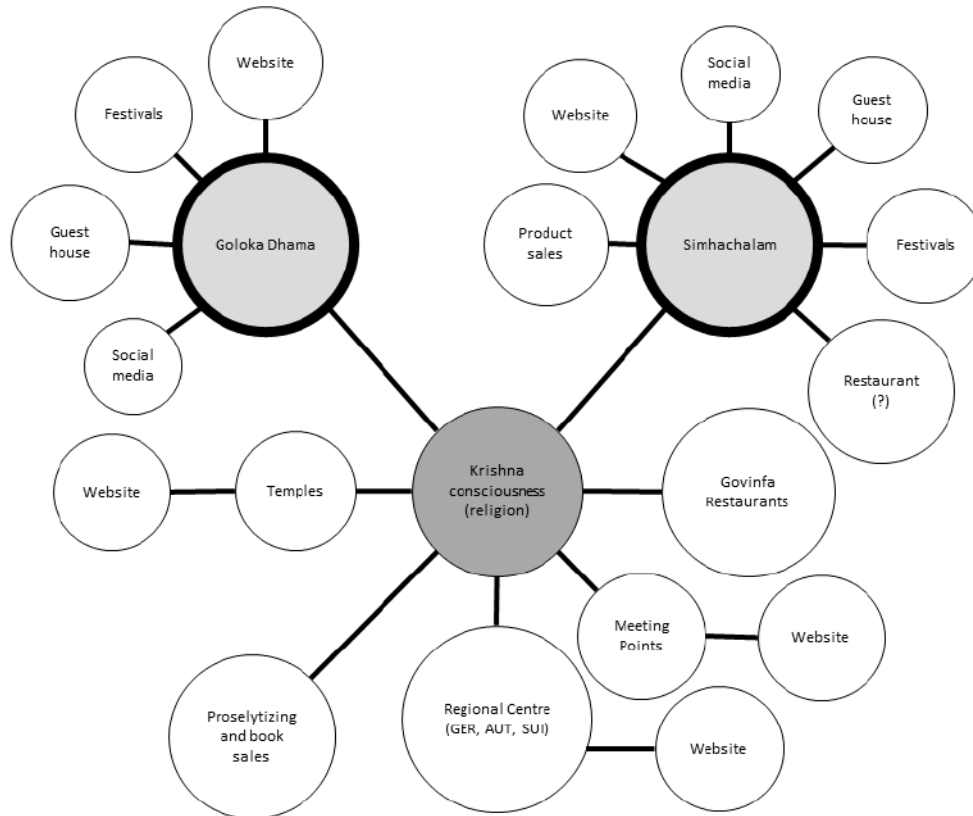 Website
Social
media
Festivals
Website
Guest
house
Guest
house
Goloka Dhama
Product
sales
Simhachalam
Festivals
Social
media
Restaurant
(?)
Website
Temples
Krishna
consciousness
(religion)
Govinfa
Restaurants
Meeting
Points
Website
Proselytizing
and book
sales
Regional Centre
(GER, AUT, SUI)
Website